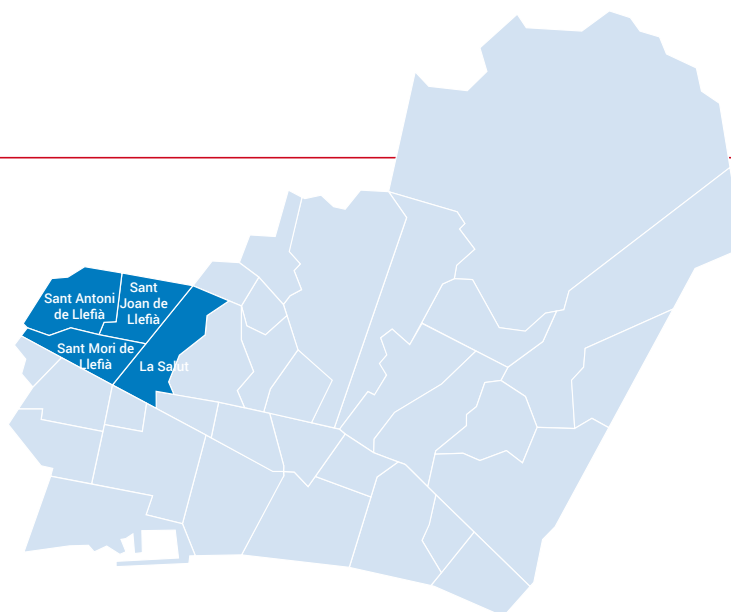 Sant Antoni
de Llefià
Sant
Joan de
Llefià
Sant Mori de
Llefià
La Salut